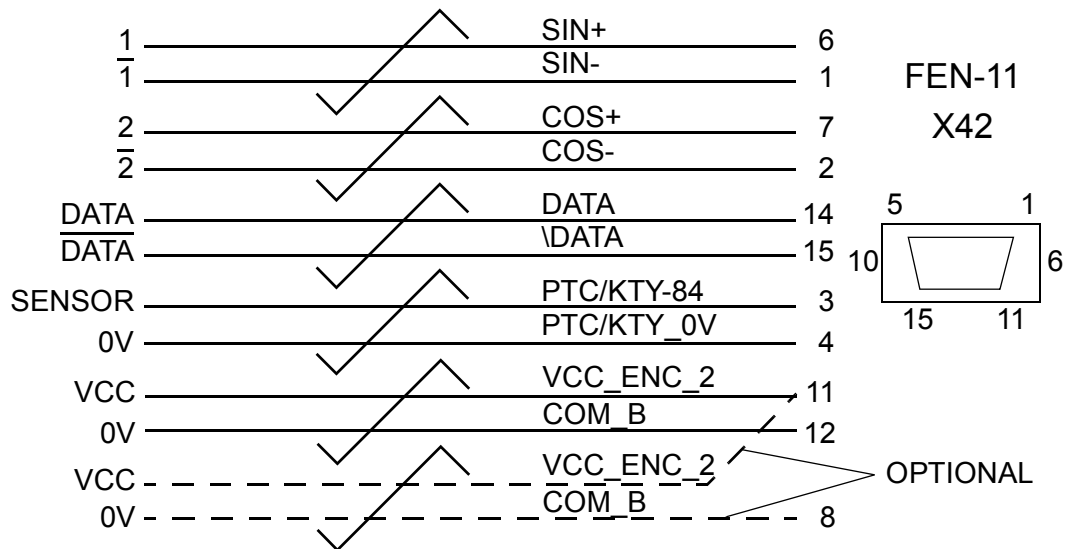 1 SIN+ 6
1̅ SIN- 1
2 COS+ 7
2̅ COS- 2
DATA DATA 14
D̅A̅T̅A̅ \DATA 15
SENSOR PTC/KTY-84 3
0V PTC/KTY_0V 4
VCC VCC_ENC_2 11
0V COM_B 12
VCC VCC_ENC_2
0V COM_B 8
OPTIONAL
FEN-11
X42
5 1
10 6
15 11